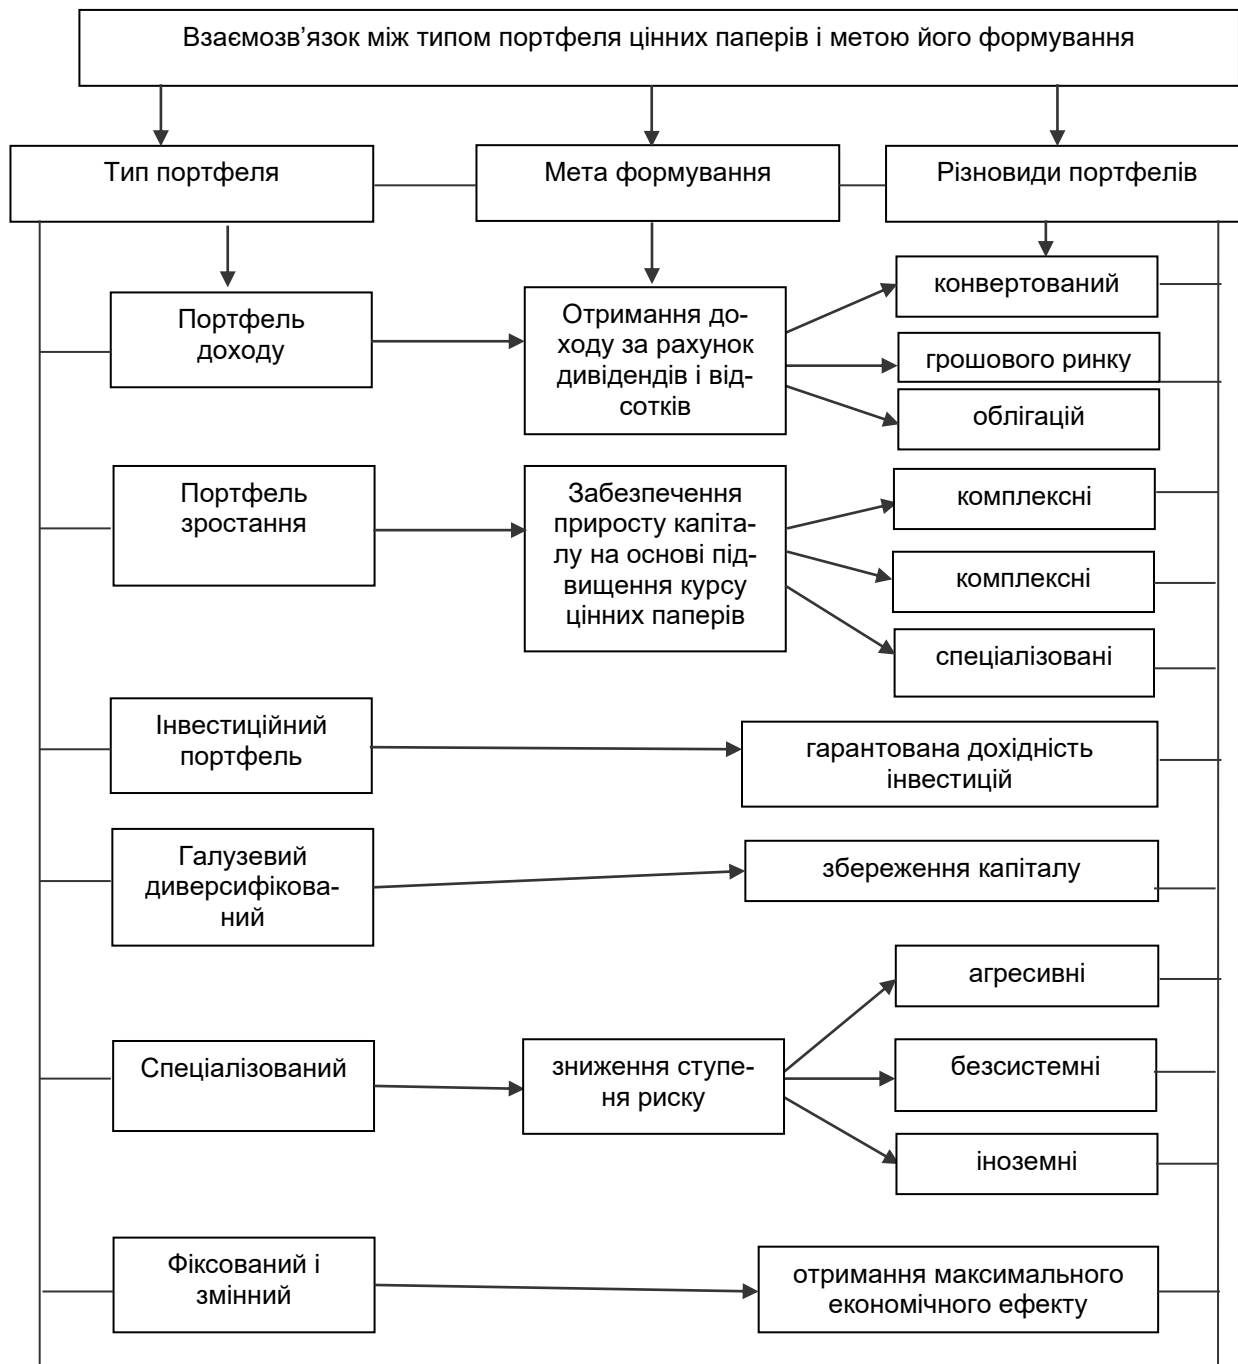 Взаємозв’язок між типом портфеля цінних паперів і метою його формування
Тип портфеля
Мета формування
Різновиди портфелів
Портфель
доходу
Отримання до-
ходу за рахунок
дивідендів і від-
сотків
конвертований
грошового ринку
облігацій
Портфель
зростання
Забезпечення
приросту капіта-
лу на основі під-
вищення курсу
цінних паперів
комплексні
комплексні
спеціалізовані
Інвестиційний
портфель
гарантована дохідність
інвестицій
Галузевий
диверсифікова-
ний
збереження капіталу
Спеціалізований
зниження ступе-
ня риску
агресивні
безсистемні
іноземні
Фіксований і
змінний
отримання максимального
економічного ефекту